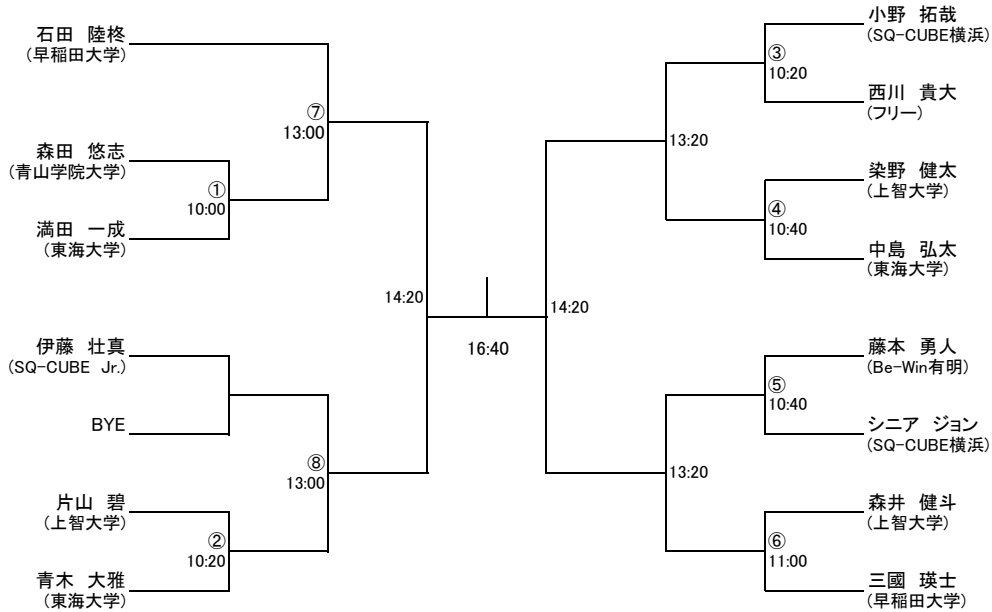 石田 陸柊
(早稲田大学)
⑦
13:00
森田 悠志
(青山学院大学)
①
10:00
満田 一成
(東海大学)
14:20
伊藤 壮真
(SQ-CUBE Jr.)
BYE
⑧
13:00
片山 碧
(上智大学)
②
10:20
青木 大雅
(東海大学)
16:40
小野 拓哉
(SQ-CUBE横浜)
③
10:20
西川 貴大
(フリー)
13:20
染野 健太
(上智大学)
④
10:40
中島 弘太
(東海大学)
14:20
藤本 勇人
(Be-Win有明)
⑤
10:40
シニア ジョン
(SQ-CUBE横浜)
13:20
森井 健斗
(上智大学)
⑥
11:00
三國 瑛士
(早稲田大学)